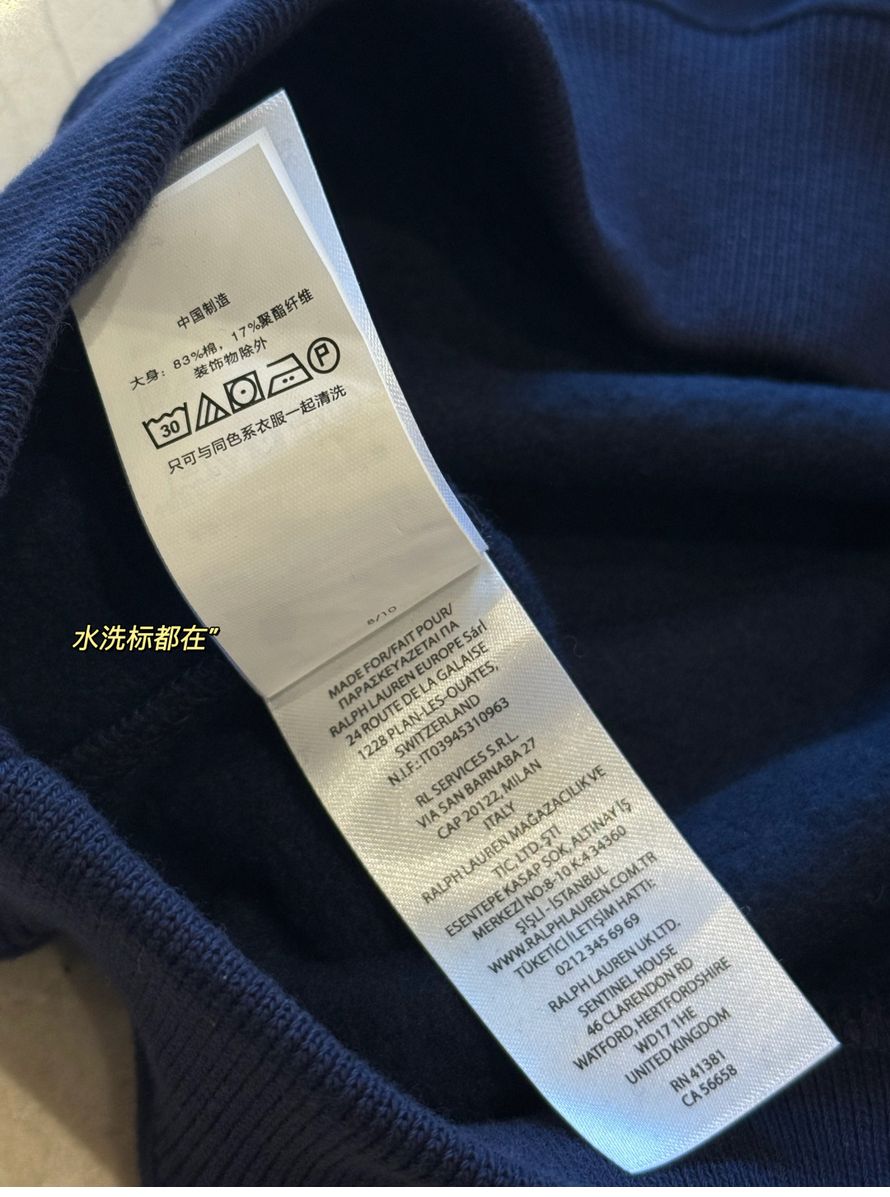 中国制造
大身：83%棉，17%聚酯纤维
装饰物除外
30 P
只可与同色系衣服一起清洗
8/10
水洗标都在”
MADE FOR/FAIT POUR/
ΠΑΡΑΣΚΕΥΑΖΕΤΑΙ ΠΑ
RALPH LAUREN EUROPE Sàrl
24 ROUTE DE LA GALAISE
1228 PLAN-LES-OUATES,
SWITZERLAND
N.I.F.: IT03945310963
RL SERVICES S.R.L.
VIA SAN BARNABA 27
CAP 20122, MILAN
ITALY
RALPH LAUREN MAĞAZACILIK VE
TIC. LTD. ŞTİ
ESENTEPE KASAP SOK, ALTINAY İŞ
MERKEZİ NO:8-10 K:4 34360
ŞİŞLİ - İSTANBUL
WWW.RALPHLAUREN.COM.TR
TÜKETİCİ İLETİŞİM HATTI:
0212 345 69 69
RALPH LAUREN UK LTD.
SENTINEL HOUSE
46 CLARENDON RD
WATFORD, HERTFORDSHIRE
WD17 1HE
UNITED KINGDOM
RN 41381
CA 56658